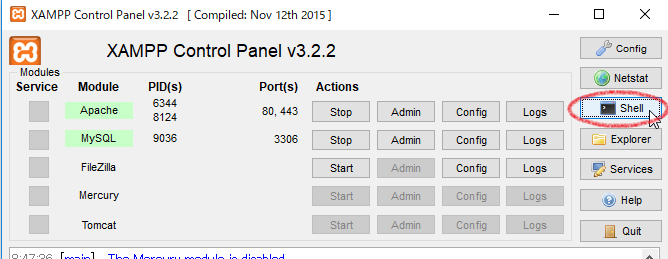 XAMPP Control Panel v3.2.2 [ Compiled: Nov 12th 2015 ]
XAMPP Control Panel v3.2.2
Modules
Service Module PID(s) Port(s) Actions
Apache 6344 8124 80, 443 Stop Admin Config Logs
MySQL 9036 3306 Stop Admin Config Logs
FileZilla Start Admin Config Logs
Mercury Start Admin Config Logs
Tomcat Start Admin Config Logs
Config
Netstat
Shell
Explorer
Services
Help
Quit
8:47:36 [main] The Mercury module is disabled